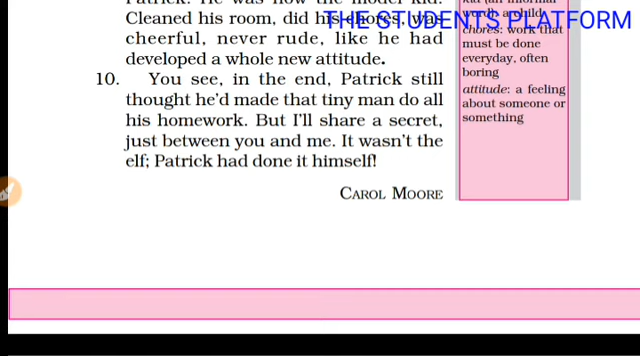 THE STUDENTS PLATFORM
Cleaned his room, did his chores, was
cheerful, never rude, like he had
developed a whole new attitude.
10. You see, in the end, Patrick still
thought he’d made that tiny man do all
his homework. But I’ll share a secret,
just between you and me. It wasn’t the
elf; Patrick had done it himself!
CAROL MOORE
chores: work that
must be done
everyday, often
boring
attitude: a feeling
about someone or
something